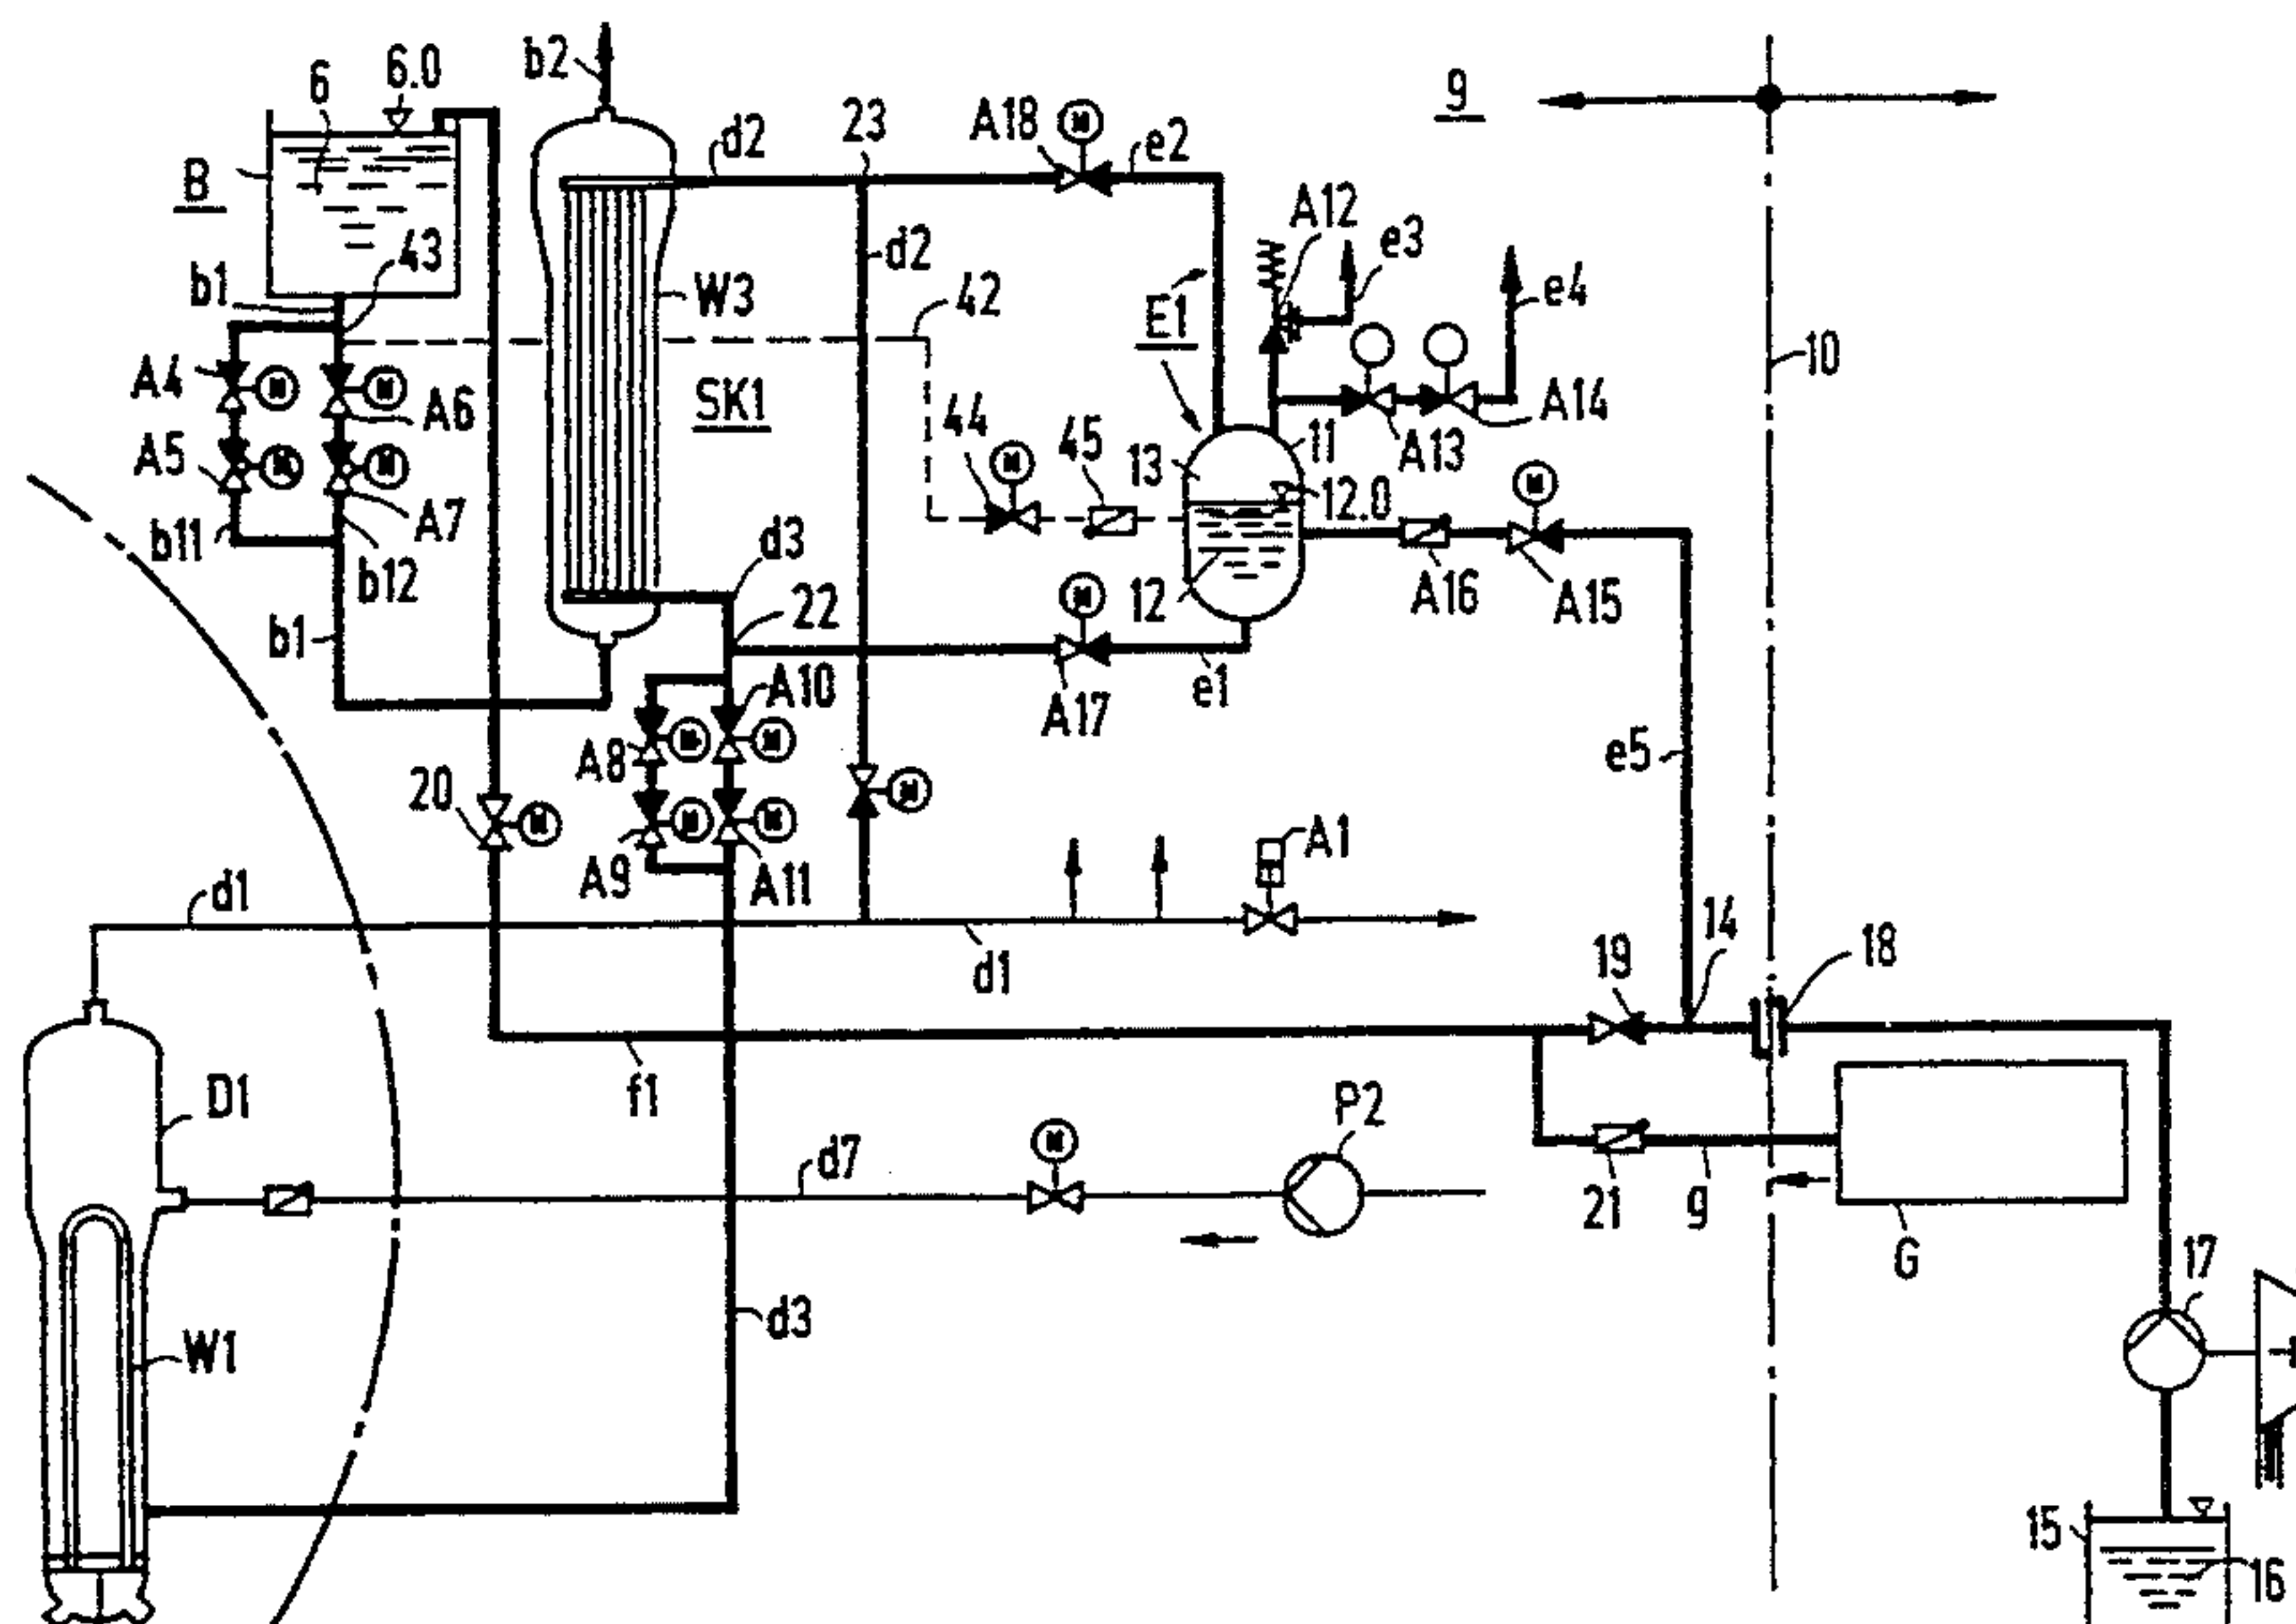 b2
6
6.0
23
A18
M
e2
9
d2
B
A12
e3
43
d2
42
e4
b1
W3
E1
10
A4
M
M
A6
SK1
A14
44
45
13
11
A13
A5
M
M
M
12.0
M
A7
b11
b12
d3
A16
A15
22
M
12
b1
A10
A17
e1
A8
M
M
e5
20
M
M
M
M
A9
A11
A1
d1
14
d1
19
18
D1
f1
P2
M
d7
21
9
G
17
d3
W1
15
16